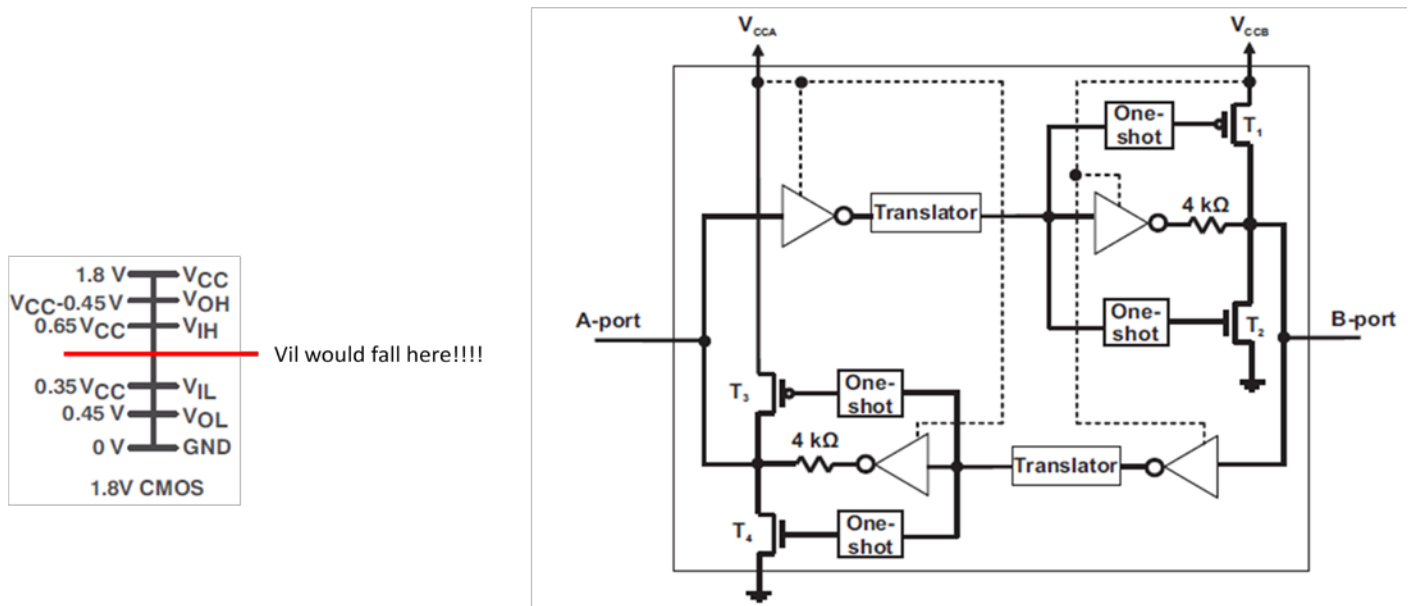 1.8 V VCC
VCC-0.45 V VOH
0.65 VCC VIH
Vil would fall here!!!!
0.35 VCC VIL
0.45 V VOL
0 V GND
1.8V CMOS
VCCA
VCCB
One-
shot
T1
Translator
4 kΩ
One-
shot
T2
A-port
B-port
T3
One-
shot
4 kΩ
Translator
T4
One-
shot